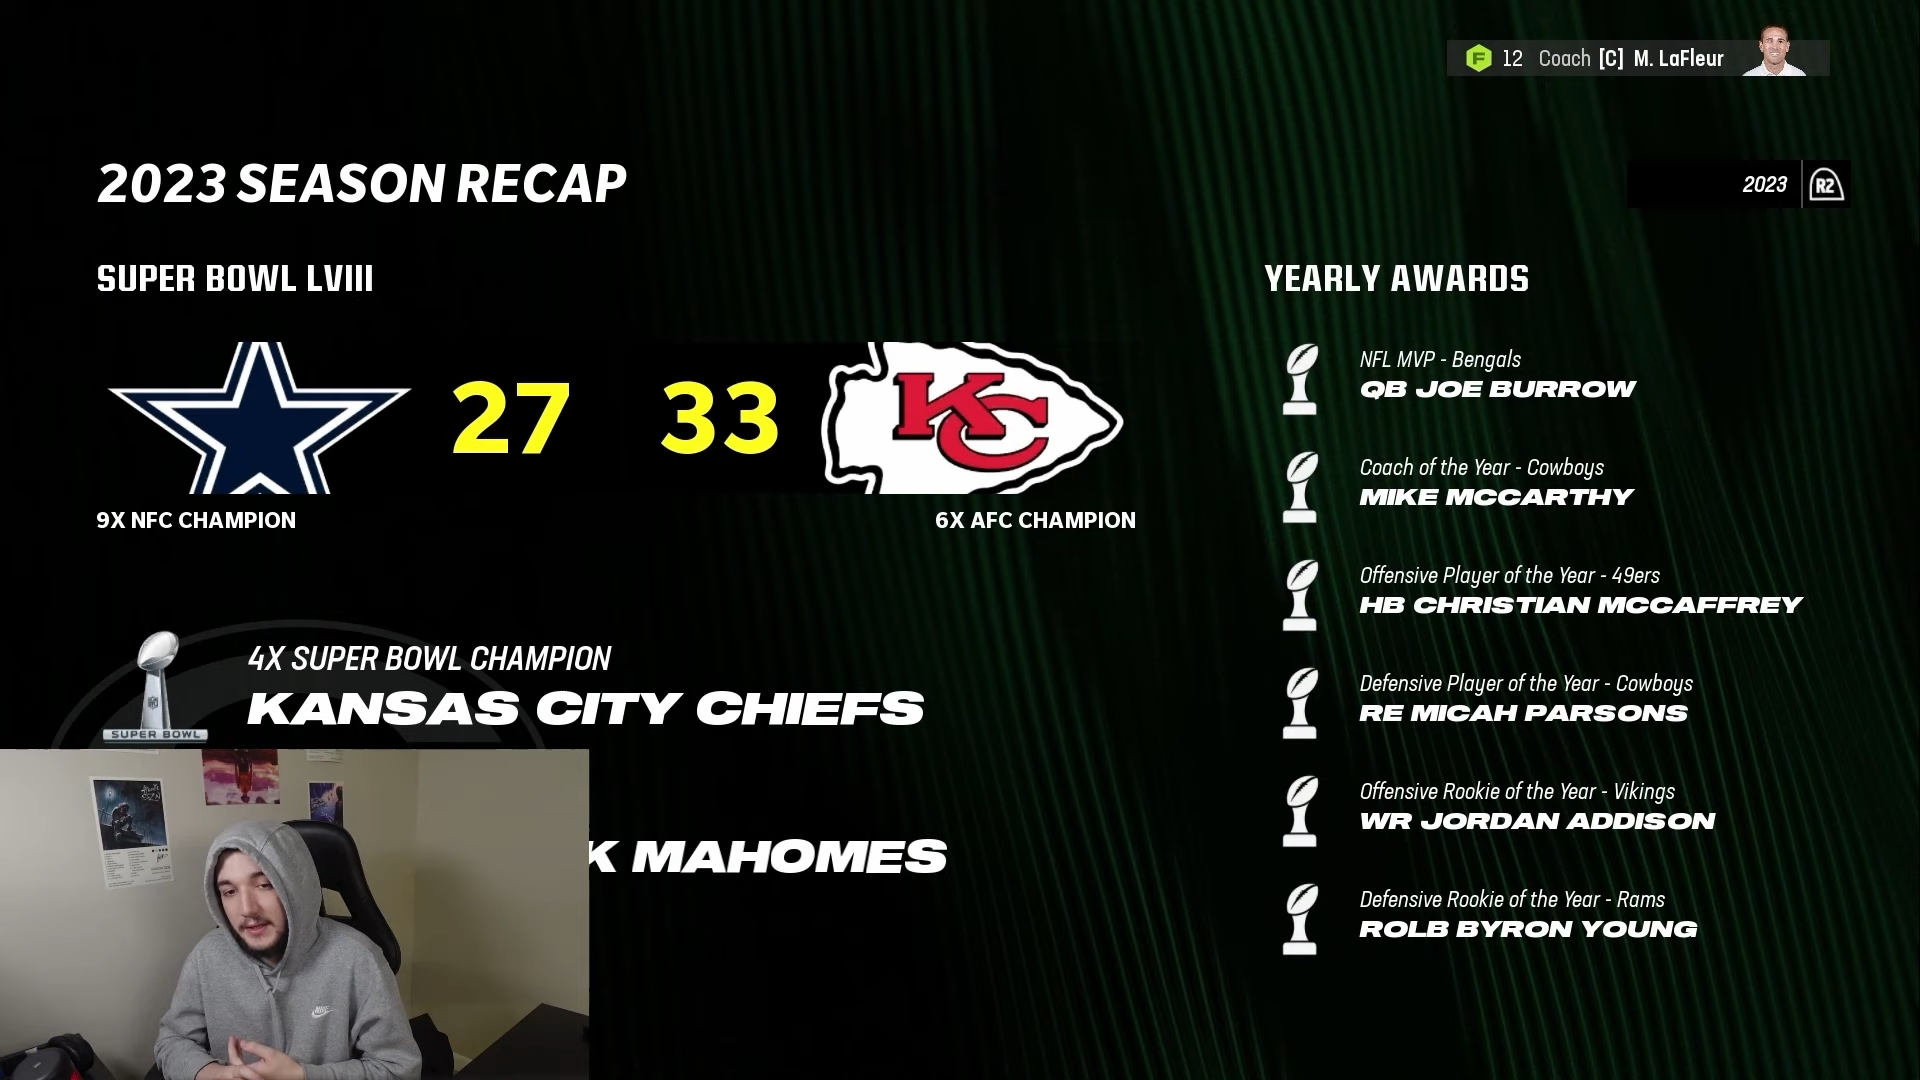 F 12 Coach [C] M. LaFleur
2023 SEASON RECAP
2023 R2
SUPER BOWL LVIII
27 33 KC
9X NFC CHAMPION
6X AFC CHAMPION
4X SUPER BOWL CHAMPION
KANSAS CITY CHIEFS
SUPER BOWL
K MAHOMES
YEARLY AWARDS
NFL MVP - Bengals
QB JOE BURROW
Coach of the Year - Cowboys
MIKE MCCARTHY
Offensive Player of the Year - 49ers
HB CHRISTIAN MCCAFFREY
Defensive Player of the Year - Cowboys
RE MICAH PARSONS
Offensive Rookie of the Year - Vikings
WR JORDAN ADDISON
Defensive Rookie of the Year - Rams
ROLB BYRON YOUNG